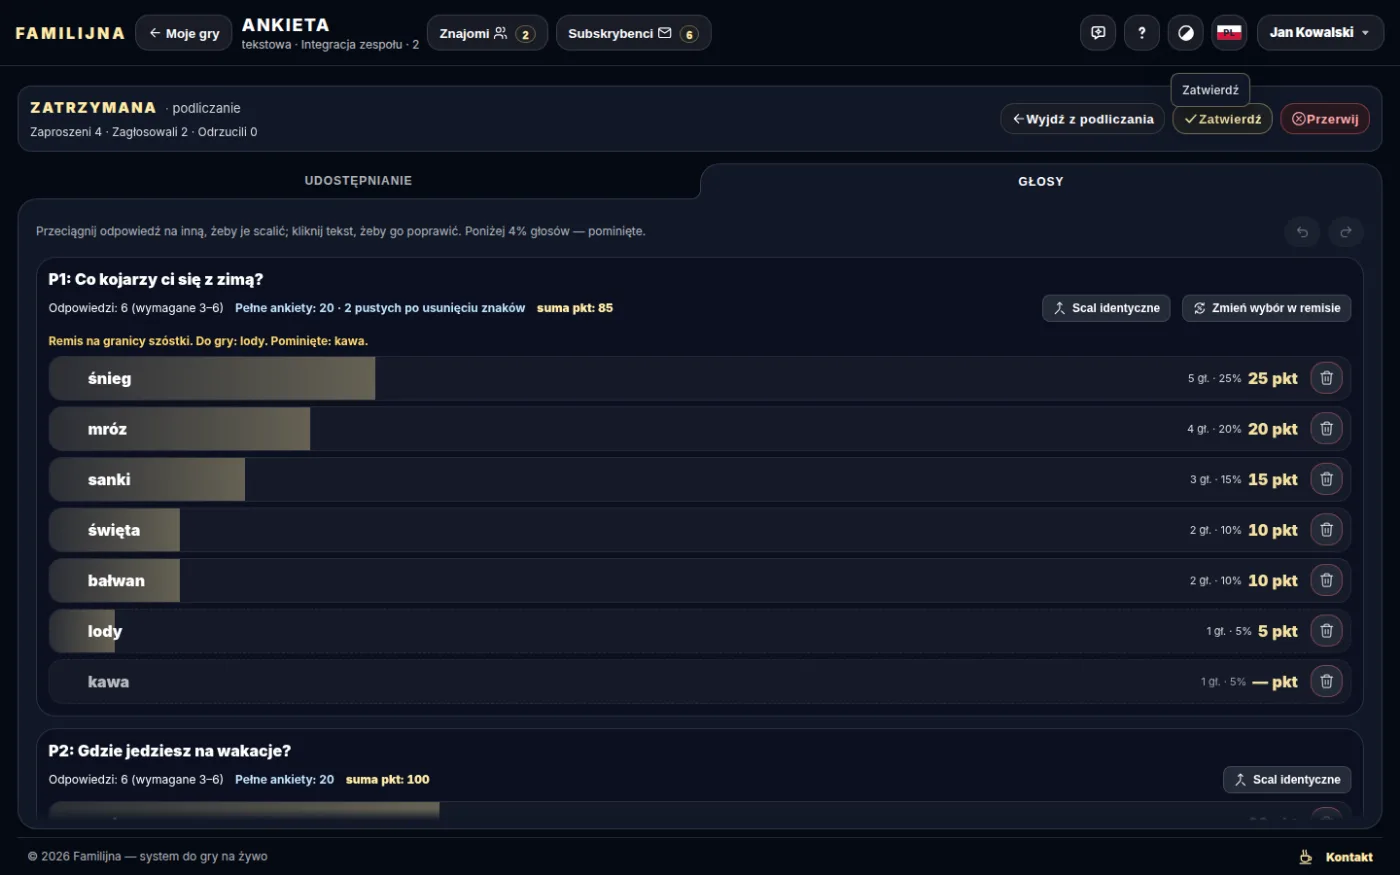 FAMILIJNA
← Moje gry
ANKIETA
tekstowa · Integracja zespołu · 2
Znajomi 2
Subskrybenci 6
?
PL
Jan Kowalski
Zatwierdź
ZATRZYMANA · podliczanie
Zaproszeni 4 · Zagłosowali 2 · Odrzucili 0
←Wyjdź z podliczania
Zatwierdź
Przerwij
UDOSTĘPNIANIE
GŁOSY
Przeciągnij odpowiedź na inną, żeby je scalić; kliknij tekst, żeby go poprawić. Poniżej 4% głosów — pominięte.
P1: Co kojarzy ci się z zimą?
Odpowiedzi: 6 (wymagane 3–6) Pełne ankiety: 20 · 2 pustych po usunięciu znaków suma pkt: 85
Scal identyczne
Zmień wybór w remisie
Remis na granicy szóstki. Do gry: lody. Pominięte: kawa.
śnieg 5 gł. · 25% 25 pkt
mróz 4 gł. · 20% 20 pkt
sanki 3 gł. · 15% 15 pkt
święta 2 gł. · 10% 10 pkt
bałwan 2 gł. · 10% 10 pkt
lody 1 gł. · 5% 5 pkt
kawa 1 gł. · 5% — pkt
P2: Gdzie jedziesz na wakacje?
Odpowiedzi: 6 (wymagane 3–6) Pełne ankiety: 20 suma pkt: 100
Scal identyczne
© 2026 Familijna — system do gry na żywo
Kontakt